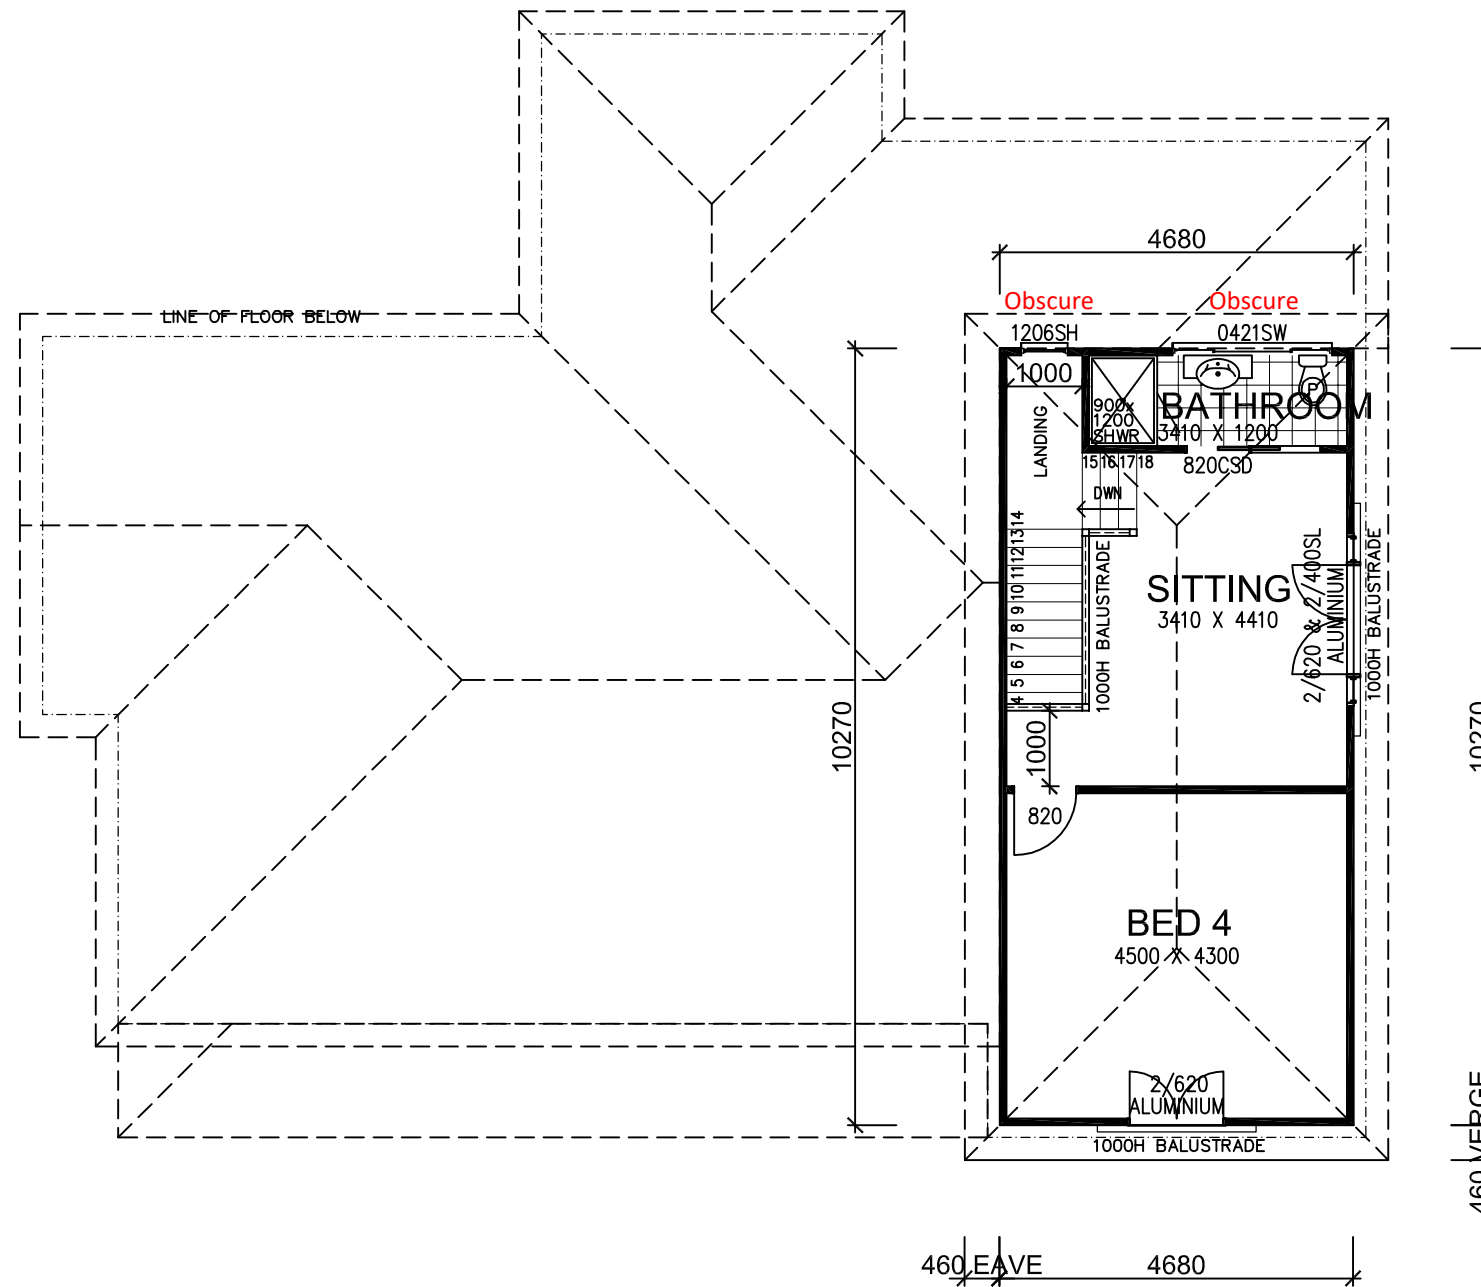 4680
Obscure
Obscure
LINE OF FLOOR BELOW
1206SH
0421SW
1000
BATHROOM
3410 X 1200
900x
1200
SHWR
P
LANDING
15 16 17 18
820CSD
DWN
14
13
12
11
10
9
8
7
6
5
4
1000H BALUSTRADE
SITTING
3410 X 4410
2/620 & 2/400SL
ALUMINIUM
1000H BALUSTRADE
10270
1000
10270
820
BED 4
4500 X 4300
2/620
ALUMINIUM
1000H BALUSTRADE
460 VERGE
460 EAVE
4680